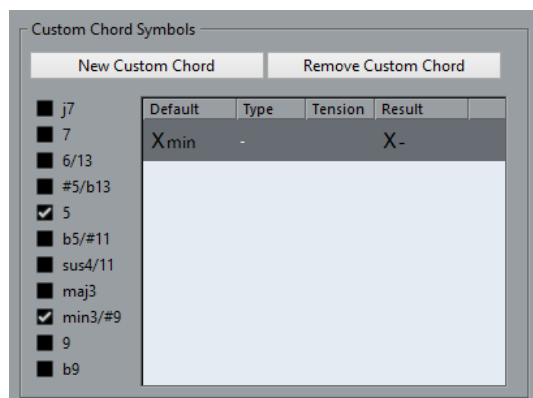 Custom Chord Symbols
New Custom Chord Remove Custom Chord
j7
7
6/13
#5/b13
5
b5/#11
sus4/11
maj3
min3/#9
9
b9
Default Type Tension Result
Xmin - X-